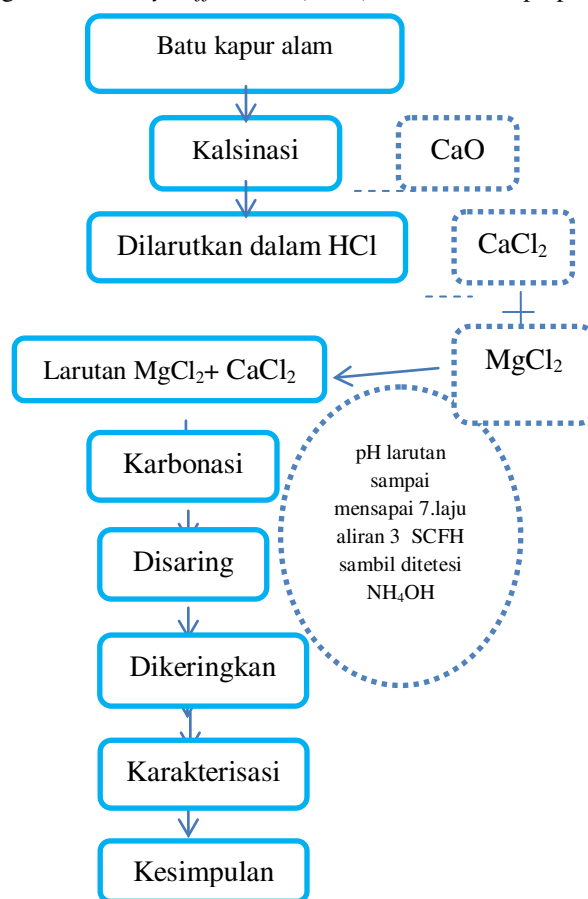 Batu kapur alam
Kalsinasi
CaO
Dilarutkan dalam HCl
CaCl₂
MgCl₂
Larutan MgCl₂+ CaCl₂
Karbonasi
pH larutan
sampai
mensapai 7.laju
aliran 3 SCFH
sambil ditetesi
NH₄OH
Disaring
Dikeringkan
Karakterisasi
Kesimpulan